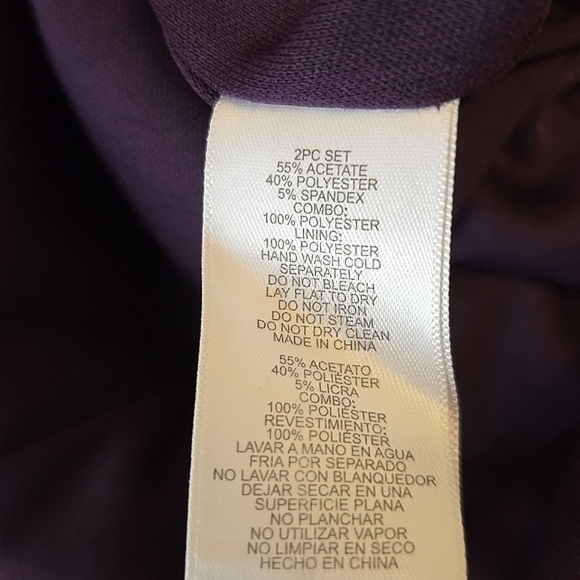 2PC SET
55% ACETATE
40% POLYESTER
5% SPANDEX
COMBO:
100% POLYESTER
LINING:
100% POLYESTER
HAND WASH COLD
SEPARATELY
DO NOT BLEACH
LAY FLAT TO DRY
DO NOT IRON
DO NOT STEAM
DO NOT DRY CLEAN
MADE IN CHINA
55% ACETATO
40% POLIÉSTER
5% LICRA
COMBO:
100% POLIÉSTER
REVESTIMIENTO:
100% POLIÉSTER
LAVAR A MANO EN AGUA
FRIA POR SEPARADO
NO LAVAR CON BLANQUEDOR
DEJAR SECAR EN UNA
SUPERFICIE PLANA
NO PLANCHAR
NO UTILIZAR VAPOR
NO LIMPIAR EN SECO
HECHO EN CHINA